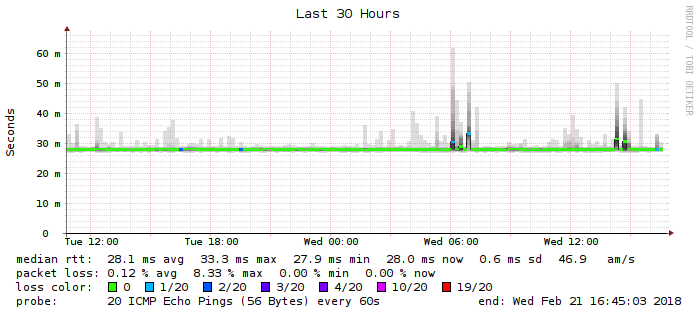 Last 30 Hours
RRDTOOL / TOBI OETIKER
Seconds
60 m
50 m
40 m
30 m
20 m
10 m
0
Tue 12:00 Tue 18:00 Wed 00:00 Wed 06:00 Wed 12:00
median rtt: 28.1 ms avg 33.3 ms max 27.9 ms min 28.0 ms now 0.6 ms sd 46.9 am/s
packet loss: 0.12 % avg 8.33 % max 0.00 % min 0.00 % now
loss color: 0 1/20 2/20 3/20 4/20 10/20 19/20
probe: 20 ICMP Echo Pings (56 Bytes) every 60s end: Wed Feb 21 16:45:03 2018